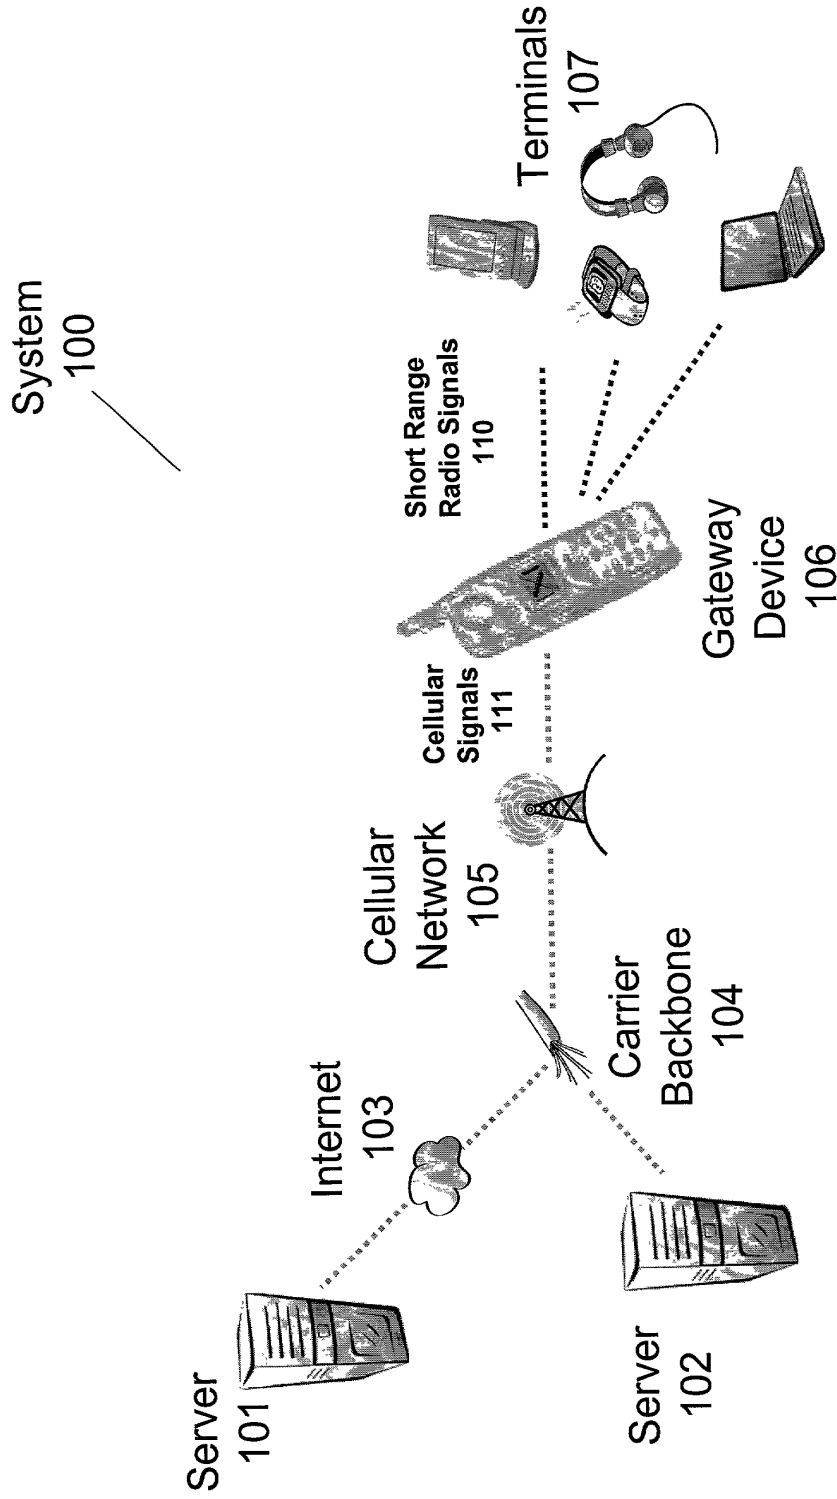 System
100
Server
101
Internet
103
Server
102
Carrier
Backbone
104
Cellular
Network
105
Cellular
Signals
111
Gateway
Device
106
Short Range
Radio Signals
110
Terminals
107